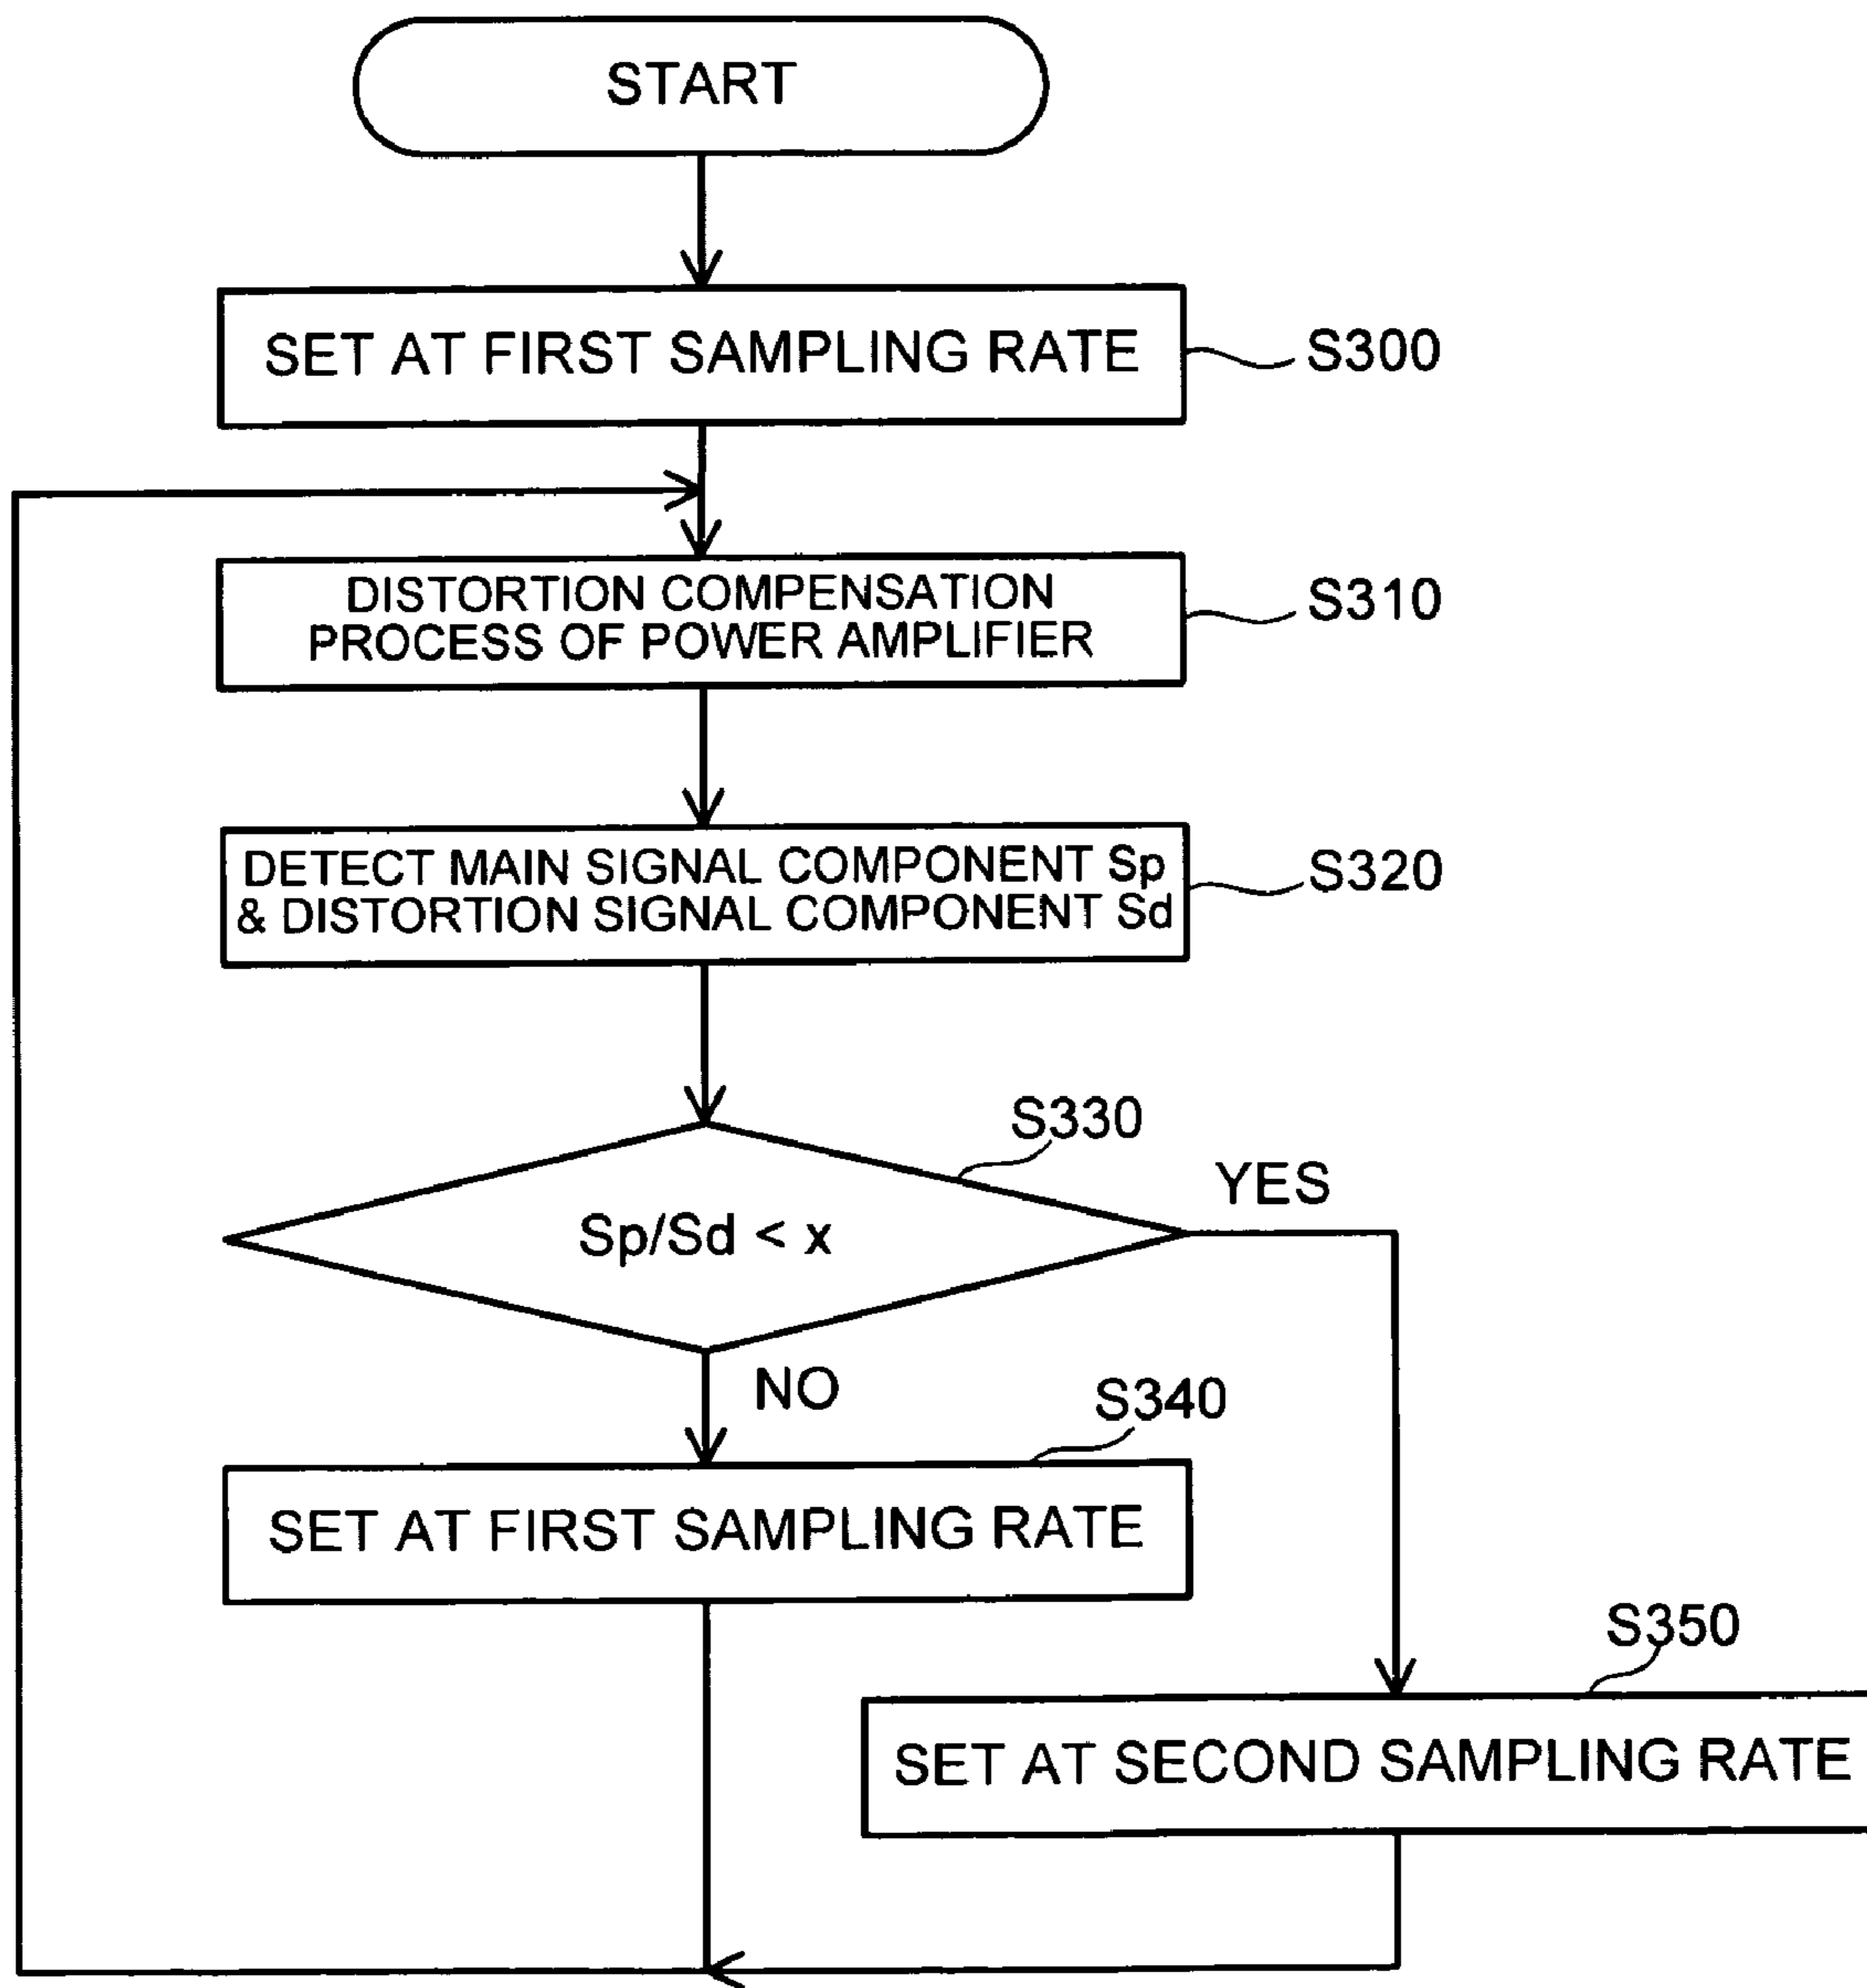 START
SET AT FIRST SAMPLING RATE
S300
DISTORTION COMPENSATION
PROCESS OF POWER AMPLIFIER
S310
DETECT MAIN SIGNAL COMPONENT Sp
& DISTORTION SIGNAL COMPONENT Sd
S320
S330
YES
Sp/Sd < x
NO
S340
SET AT FIRST SAMPLING RATE
S350
SET AT SECOND SAMPLING RATE